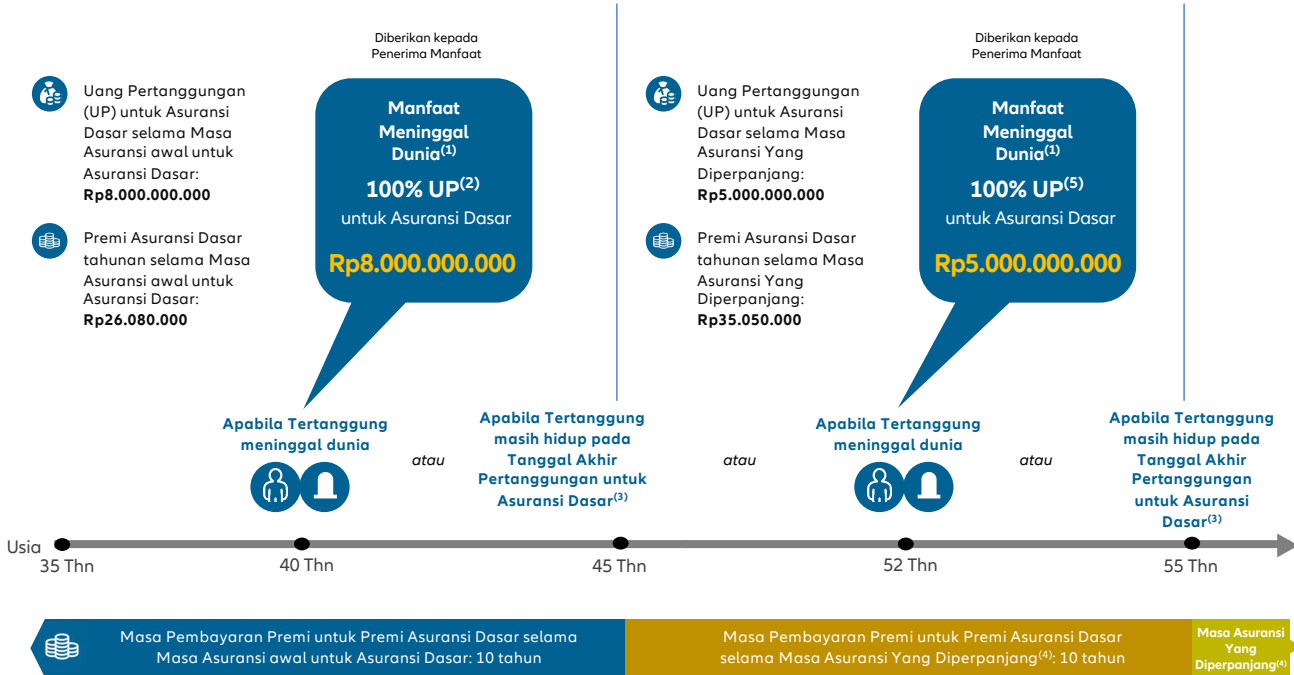 Diberikan kepada
Penerima Manfaat
Uang Pertanggungan
(UP) untuk Asuransi
Dasar selama Masa
Asuransi awal untuk
Asuransi Dasar:
Rp8.000.000.000
Premi Asuransi Dasar
tahunan selama Masa
Asuransi awal untuk
Asuransi Dasar:
Rp26.080.000
Manfaat
Meninggal
Dunia(1)
100% UP(2)
untuk Asuransi Dasar
Rp8.000.000.000
Apabila Tertanggung
meninggal dunia
atau
Apabila Tertanggung
masih hidup pada
Tanggal Akhir
Pertanggungan untuk
Asuransi Dasar(3)
Diberikan kepada
Penerima Manfaat
Uang Pertanggungan
(UP) untuk Asuransi
Dasar selama Masa
Asuransi Yang
Diperpanjang:
Rp5.000.000.000
Premi Asuransi Dasar
tahunan selama Masa
Asuransi Yang
Diperpanjang:
Rp35.050.000
Manfaat
Meninggal
Dunia(1)
100% UP(5)
untuk Asuransi Dasar
Rp5.000.000.000
atau
Apabila Tertanggung
meninggal dunia
atau
Apabila Tertanggung
masih hidup pada
Tanggal Akhir
Pertanggungan
untuk Asuransi
Dasar(3)
Usia
35 Thn
40 Thn
45 Thn
52 Thn
55 Thn
Masa Pembayaran Premi untuk Premi Asuransi Dasar selama
Masa Asuransi awal untuk Asuransi Dasar: 10 tahun
Masa Pembayaran Premi untuk Premi Asuransi Dasar
selama Masa Asuransi Yang Diperpanjang(4): 10 tahun
Masa Asuransi
Yang
Diperpanjang(4)